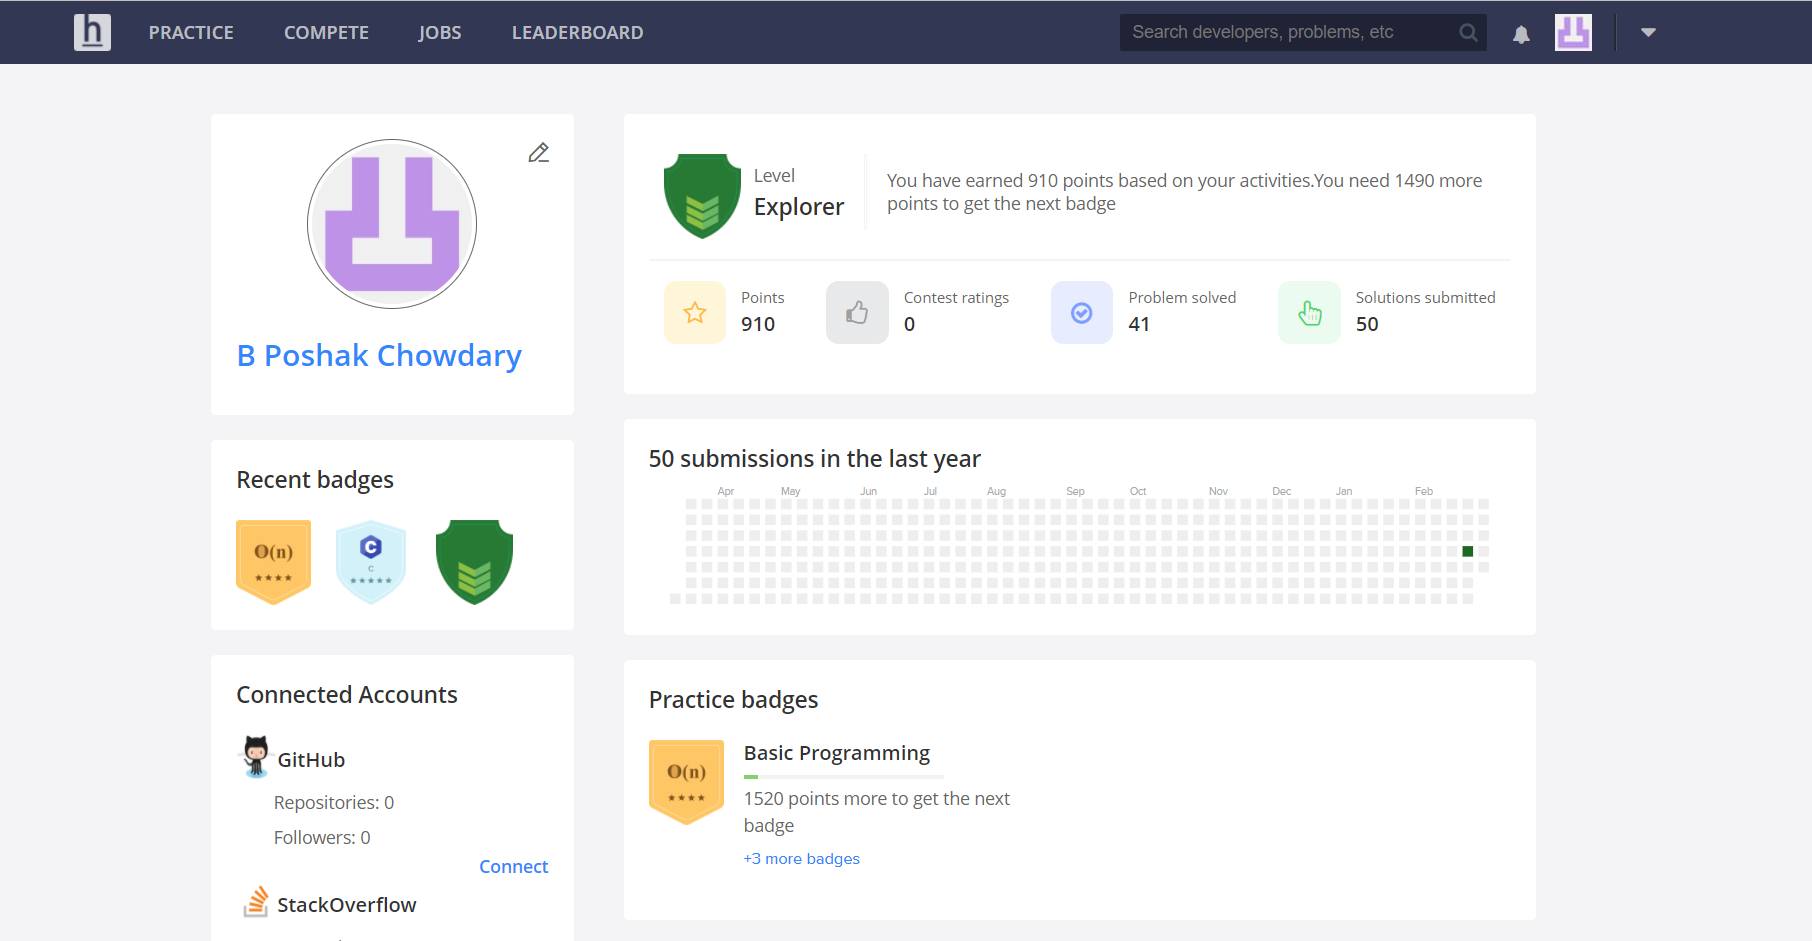 h PRACTICE COMPETE JOBS LEADERBOARD Search developers, problems, etc
B Poshak Chowdary
Recent badges
O(n)
C
C
Connected Accounts
GitHub
Repositories: 0
Followers: 0
Connect
StackOverflow
Level
Explorer
You have earned 910 points based on your activities.You need 1490 more
points to get the next badge
Points
910
Contest ratings
0
Problem solved
41
Solutions submitted
50
50 submissions in the last year
Apr May Jun Jul Aug Sep Oct Nov Dec Jan Feb
Practice badges
O(n)
Basic Programming
1520 points more to get the next
badge
+3 more badges